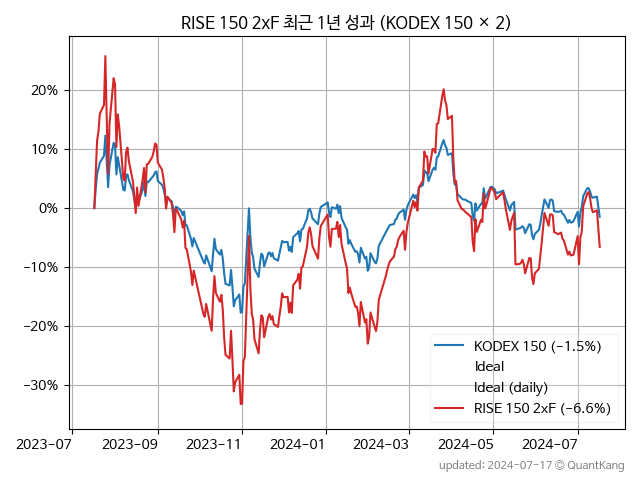 RISE 150 2xF 최근 1년 성과 (KODEX 150 × 2)
20%
10%
0%
−10%
−20%
−30%
KODEX 150 (−1.5%)
Ideal
Ideal (daily)
RISE 150 2xF (−6.6%)
2023-07 2023-09 2023-11 2024-01 2024-03 2024-05 2024-07
updated: 2024-07-17 © QuantKang